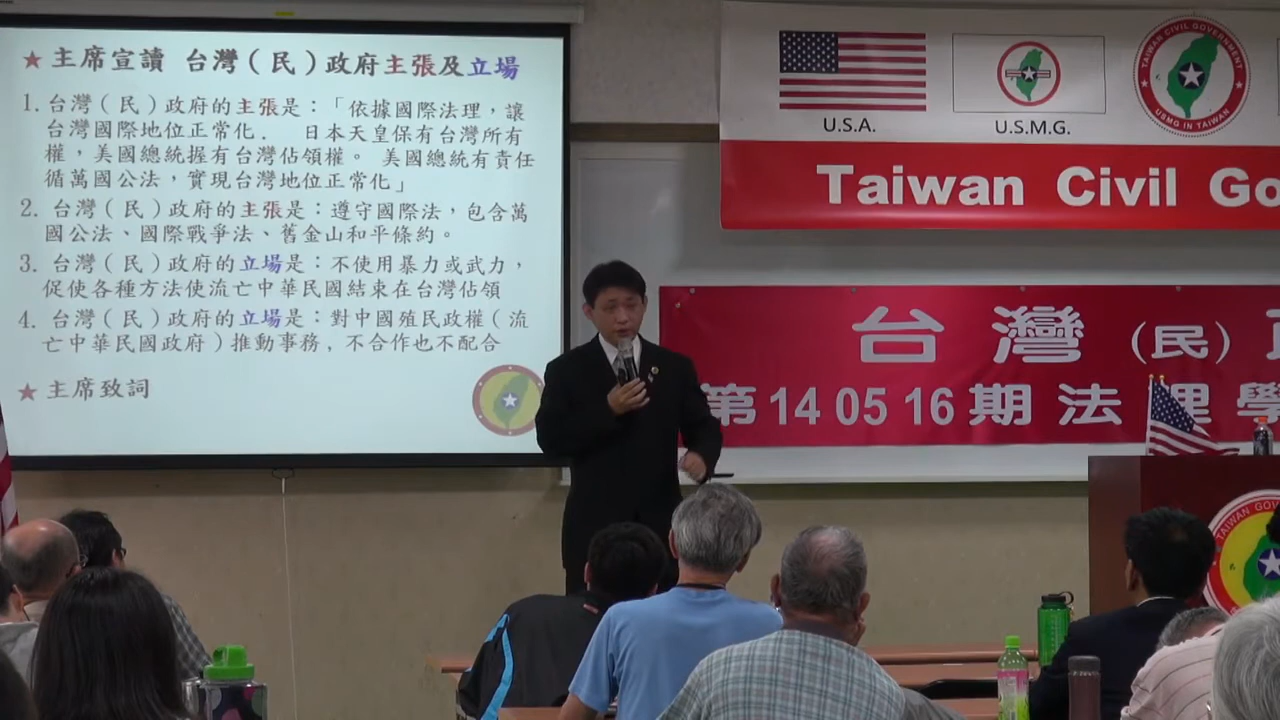 ★ 主席宣讀 台灣(民)政府主張及立場
1. 台灣(民)政府的主張是:「依據國際法理,讓
台灣國際地位正常化. 日本天皇保有台灣所有
權,美國總統握有台灣佔領權。 美國總統有責任
循萬國公法,實現台灣地位正常化」
2. 台灣(民)政府的主張是:遵守國際法,包含萬
國公法、國際戰爭法、舊金山和平條約。
3. 台灣(民)政府的立場是:不使用暴力或武力,
促使各種方法使流亡中華民國結束在台灣佔領
4. 台灣(民)政府的立場是:對中國殖民政權(流
亡中華民國政府)推動事務,不合作也不配合
★ 主席致詞
U.S.A.
U.S.M.G.
TAIWAN CIVIL GOVERNMENT
USMG IN TAIWAN
Taiwan Civil Go
台灣(民)
第 14 05 16 期 法理學
TAIWAN GOV